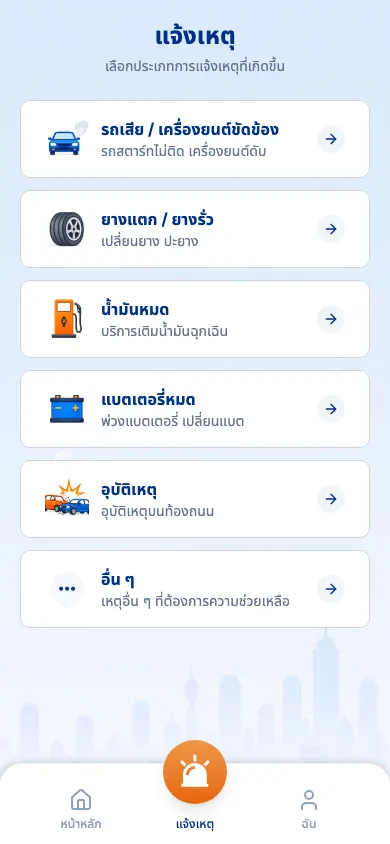 แจ้งเหตุ
เลือกประเภทการแจ้งเหตุที่เกิดขึ้น
รถเสีย / เครื่องยนต์ขัดข้อง
รถสตาร์ทไม่ติด เครื่องยนต์ดับ
ยางแตก / ยางรั่ว
เปลี่ยนยาง ปะยาง
น้ำมันหมด
บริการเติมน้ำมันฉุกเฉิน
แบตเตอรี่หมด
พ่วงแบตเตอรี่ เปลี่ยนแบต
อุบัติเหตุ
อุบัติเหตุบนท้องถนน
อื่น ๆ
เหตุอื่น ๆ ที่ต้องการความช่วยเหลือ
หน้าหลัก
แจ้งเหตุ
ฉัน